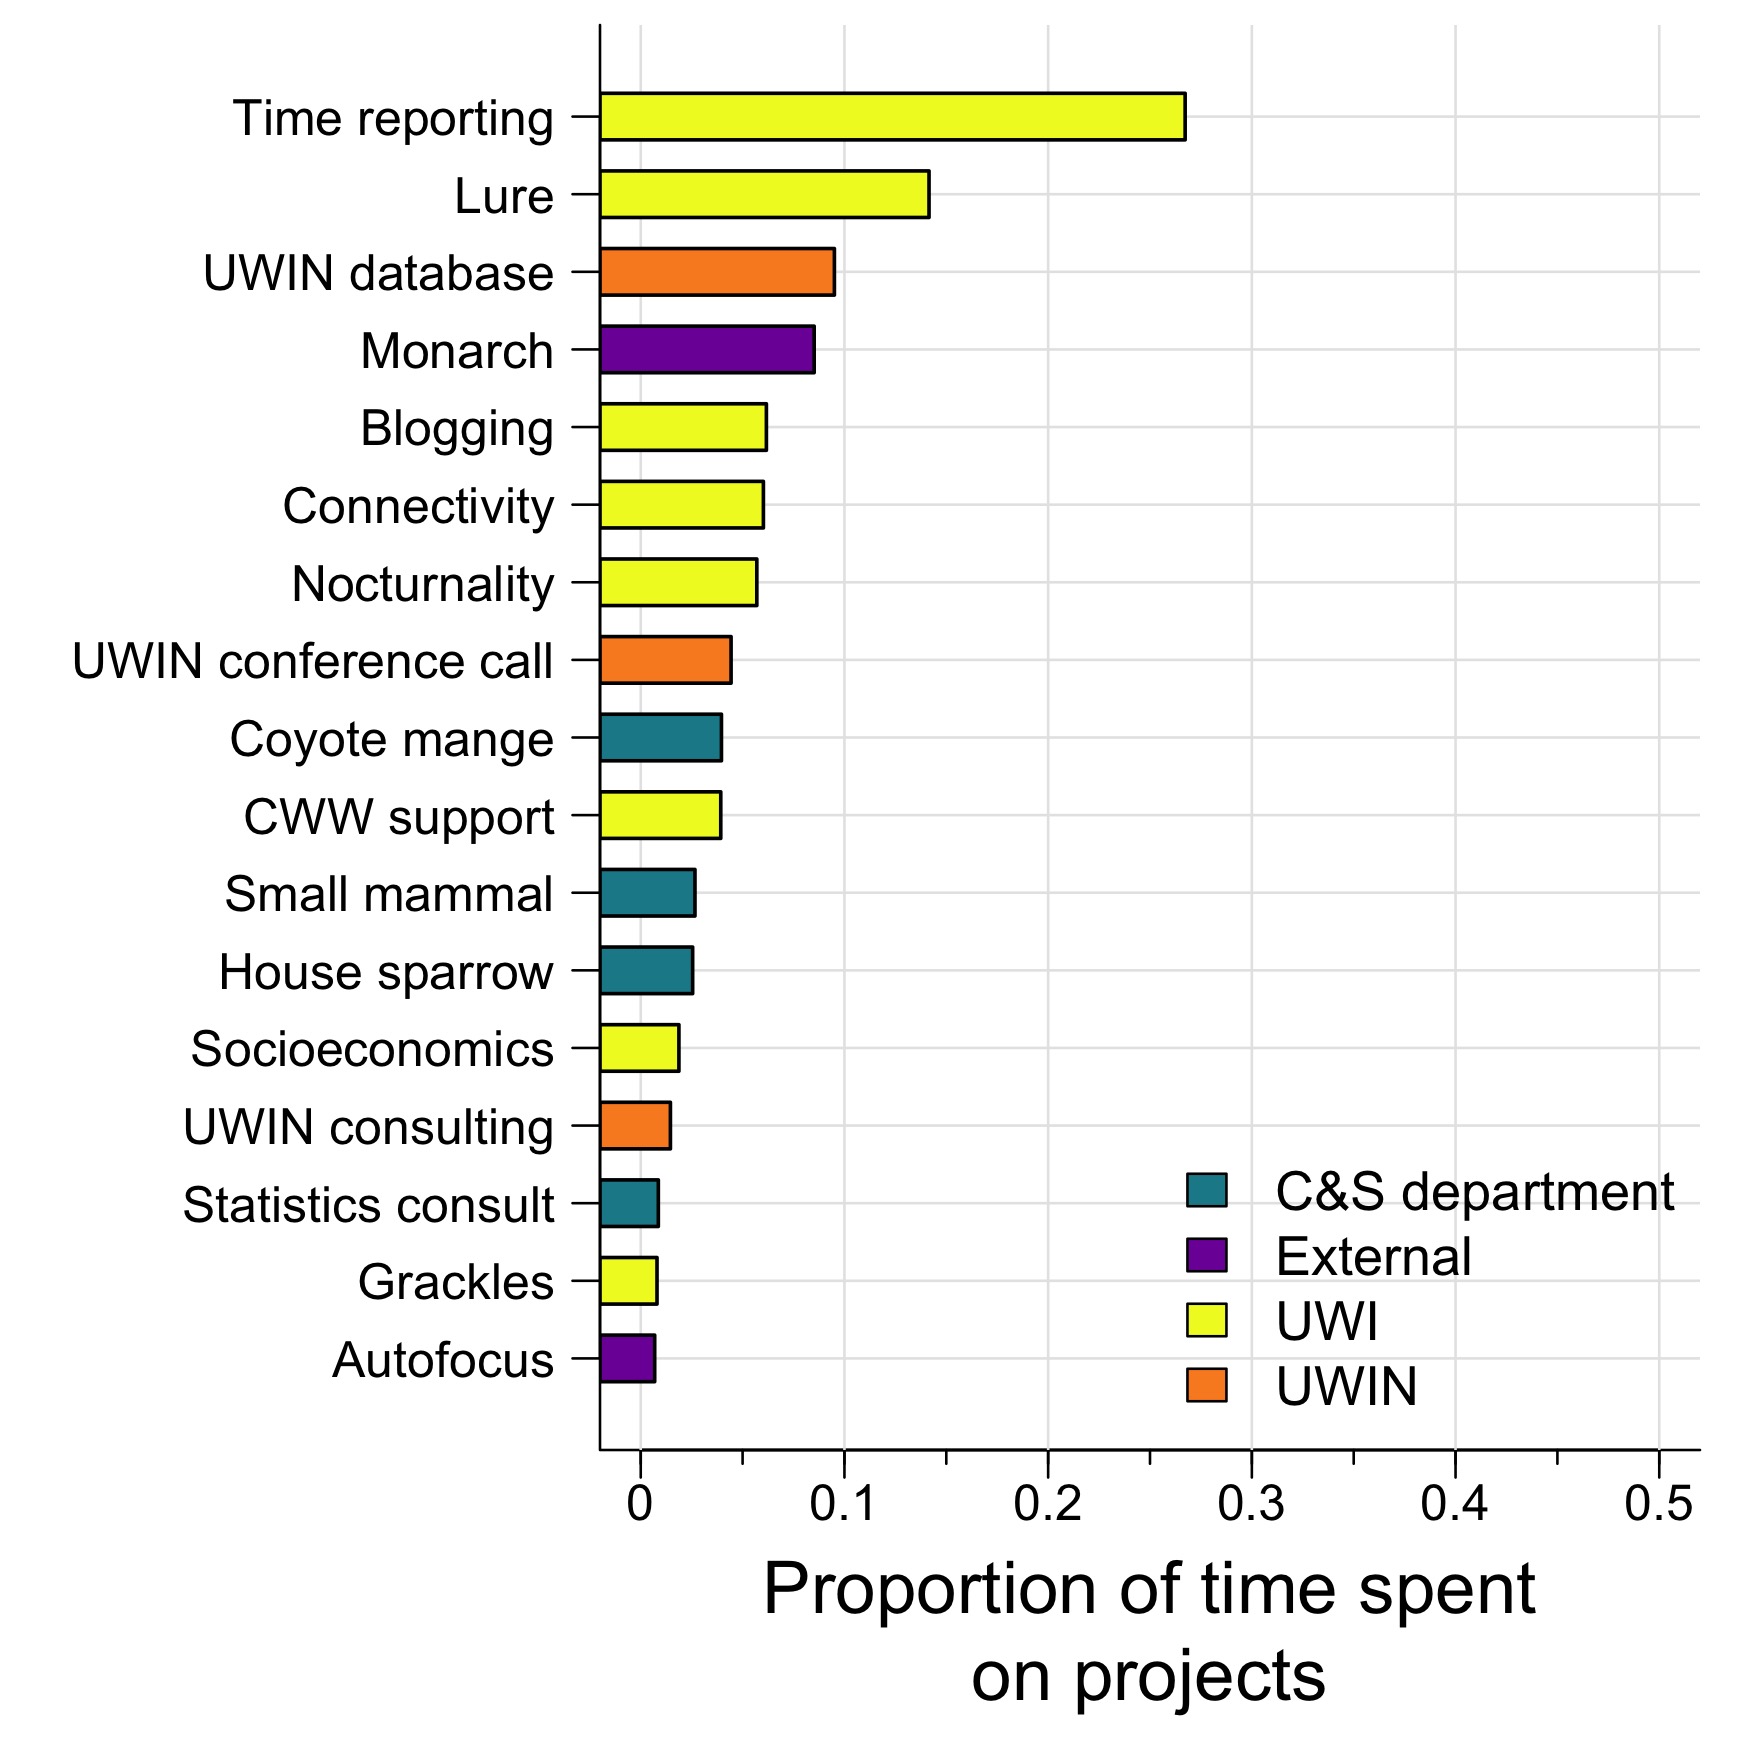 Time reporting
Lure
UWIN database
Monarch
Blogging
Connectivity
Nocturnality
UWIN conference call
Coyote mange
CWW support
Small mammal
House sparrow
Socioeconomics
UWIN consulting
Statistics consult
Grackles
Autofocus
C&S department
External
UWI
UWIN
0 0.1 0.2 0.3 0.4 0.5
Proportion of time spent
on projects